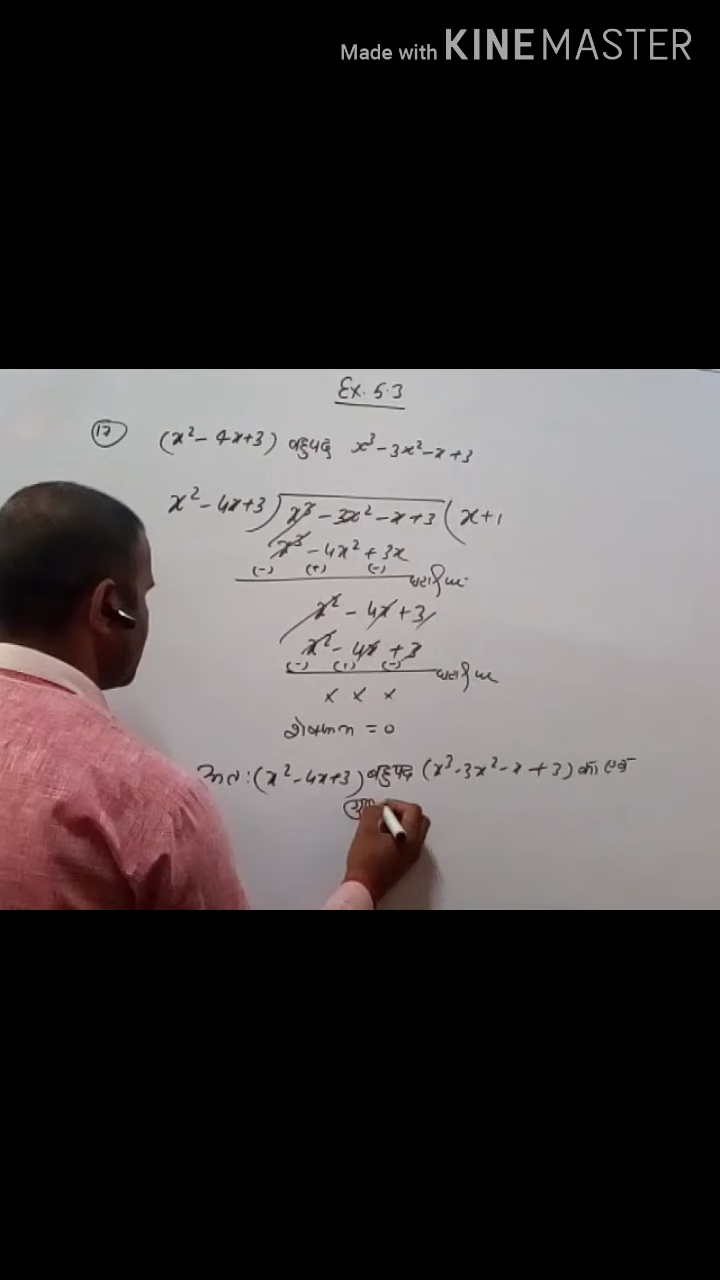 Made with KINEMASTER
Ex. 5.3
17 (x² - 4x+3) बहुपद x³ - 3x² - x + 3
x² - 4x+3 ) x³ - 3x² - x + 3 ( x + 1
x³ - 4x² + 3x
(-) (+) (-) घटाने पर
x² - 4x + 3
x² - 4x + 3
(-) (+) (-) घटाने पर
x x x
शेषफल = 0
अतः (x² - 4x+3) बहुपद (x³ - 3x² - x + 3) का एक
गुण